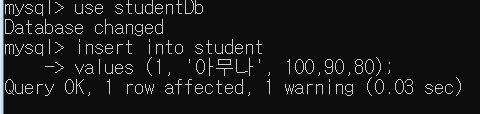 mysql> use studentDb
Database changed
mysql> insert into student
    -> values (1, '아무나', 100,90,80);
Query OK, 1 row affected, 1 warning (0.03 sec)